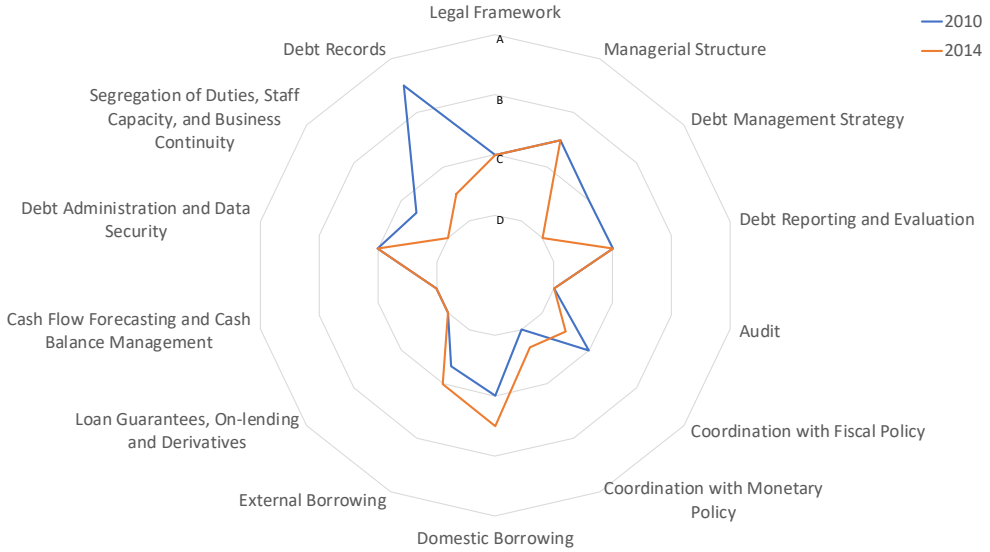 Legal Framework
2010
2014
Managerial Structure
Debt Management Strategy
Debt Reporting and Evaluation
Audit
Coordination with Fiscal Policy
Coordination with Monetary
Policy
Domestic Borrowing
External Borrowing
Loan Guarantees, On-lending
and Derivatives
Cash Flow Forecasting and Cash
Balance Management
Debt Administration and Data
Security
Segregation of Duties, Staff
Capacity, and Business
Continuity
Debt Records
A
B
C
D